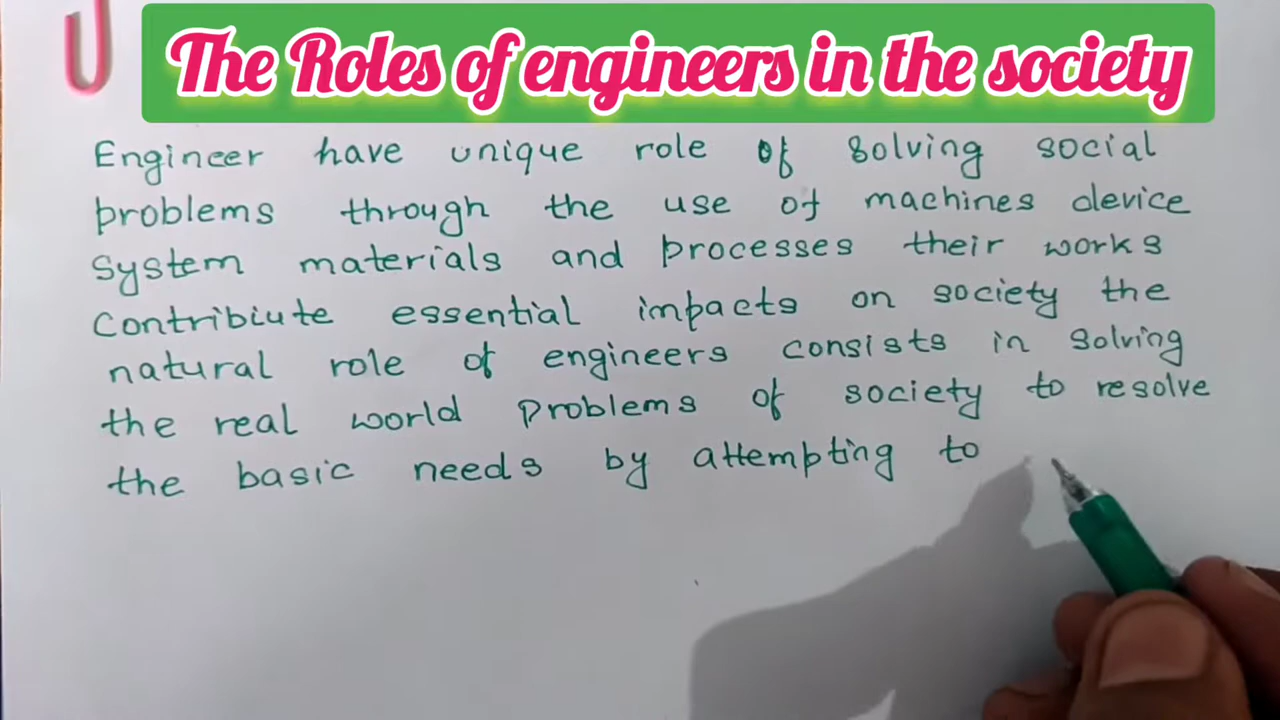 The Roles of engineers in the society
Engineer have unique role of solving social
problems through the use of machines device
system materials and processes their works
Contribiute essential impacts on society the
natural role of engineers consists in solving
the real world problems of society to resolve
the basic needs by attempting to